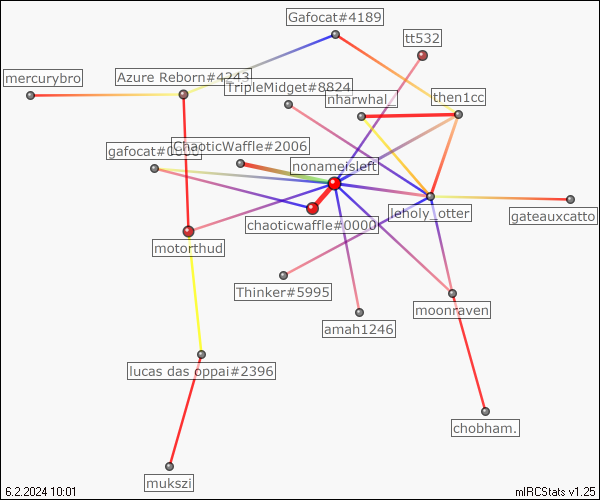 Gafocat#4189
tt532
mercurybro
Azure Reborn#4243
TripleMidget#8824
nharwhal_
then1cc
ChaoticWaffle#2006
gafocat#0000
nonameisleft
leholy_otter
gateauxcatto
chaoticwaffle#0000
motorthud
Thinker#5995
moonraven
amah1246
lucas das oppai#2396
chobham.
mukszi
6.2.2024 10:01
mIRCStats v1.25